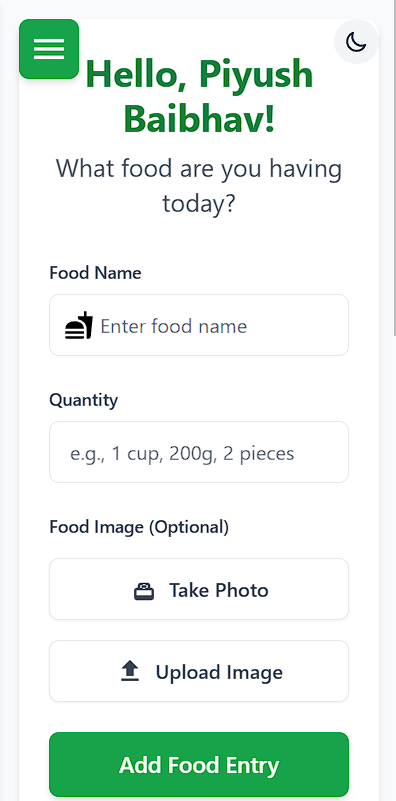 Hello, Piyush
Baibhav!
What food are you having
today?
Food Name
Enter food name
Quantity
e.g., 1 cup, 200g, 2 pieces
Food Image (Optional)
Take Photo
Upload Image
Add Food Entry